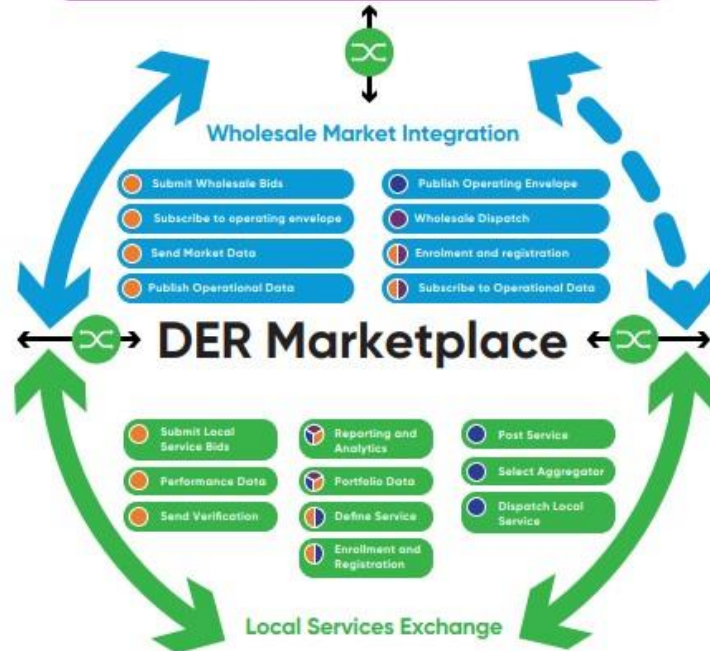 Wholesale Market Integration
Submit Wholesale Bids
Subscribe to operating envelope
Send Market Data
Publish Operational Data
Publish Operating Envelope
Wholesale Dispatch
Enrolment and registration
Subscribe to Operational Data
DER Marketplace
Submit Local
Service Bids
Performance Data
Send Verification
Reporting and
Analytics
Portfolio Data
Define Service
Enrollment and
Registration
Post Service
Select Aggregator
Dispatch Local
Service
Local Services Exchange